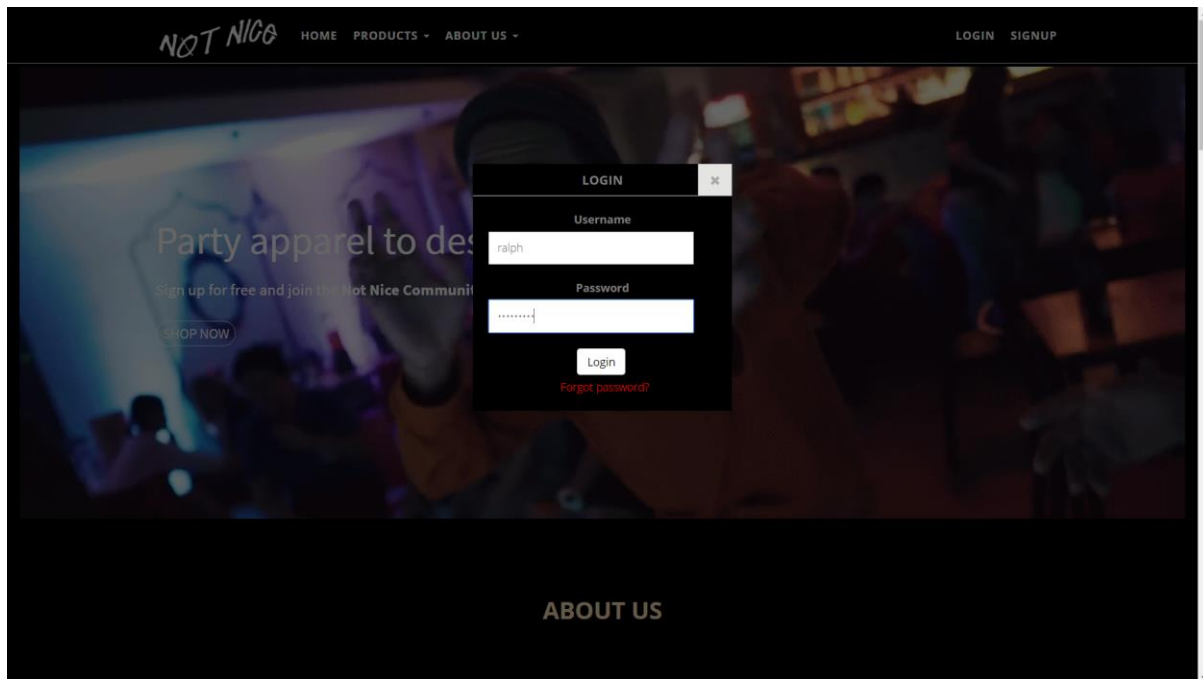 NOT NICE HOME PRODUCTS ABOUT US LOGIN SIGNUP
LOGIN ×
Username
ralph
Password
·········
Login
Forgot password?
Party apparel to des
Sign up for free and join the Not Nice Communit
SHOP NOW
ABOUT US